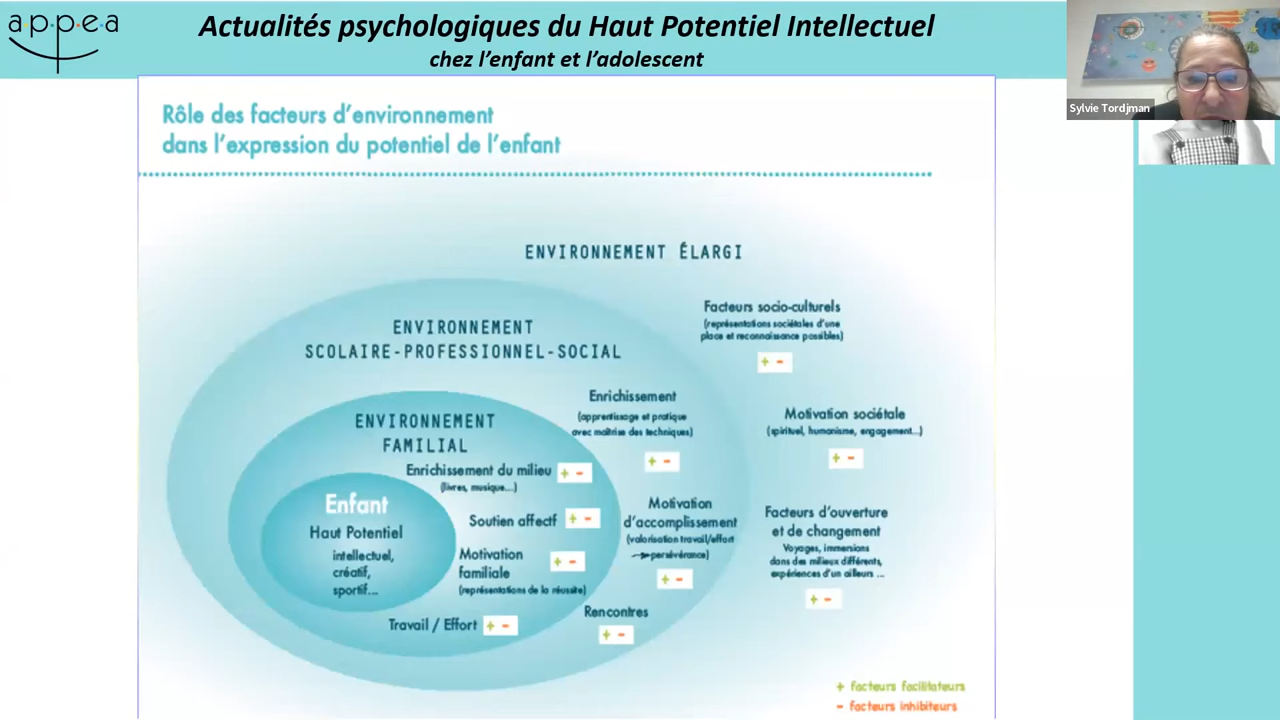 a·p·p·e·a
Actualités psychologiques du Haut Potentiel Intellectuel
chez l'enfant et l'adolescent
Sylvie Tordjman
Rôle des facteurs d'environnement
dans l'expression du potentiel de l'enfant
ENVIRONNEMENT ÉLARGI
Facteurs socio-culturels
(représentations sociétales d'une
place et reconnaissance possibles)
+ -
ENVIRONNEMENT
SCOLAIRE-PROFESSIONNEL-SOCIAL
Enrichissement
(apprentissage et pratique
avec maîtrise des techniques)
+ -
Motivation sociétale
(spirituel, humanisme, engagement...)
+ -
ENVIRONNEMENT
FAMILIAL
Enrichissement du milieu + -
(livres, musique...)
Enfant
Haut Potentiel
intellectuel,
créatif,
sportif...
Soutien affectif + -
Motivation
familiale + -
(représentations de la réussite)
Travail / Effort + -
Motivation
d'accomplissement
(valorisation travail/effort
→ persévérance)
+ -
Rencontres
+ -
Facteurs d'ouverture
et de changement
Voyages, immersions
dans des milieux différents,
expériences d'un ailleurs ...
+ -
+ facteurs facilitateurs
- facteurs inhibiteurs